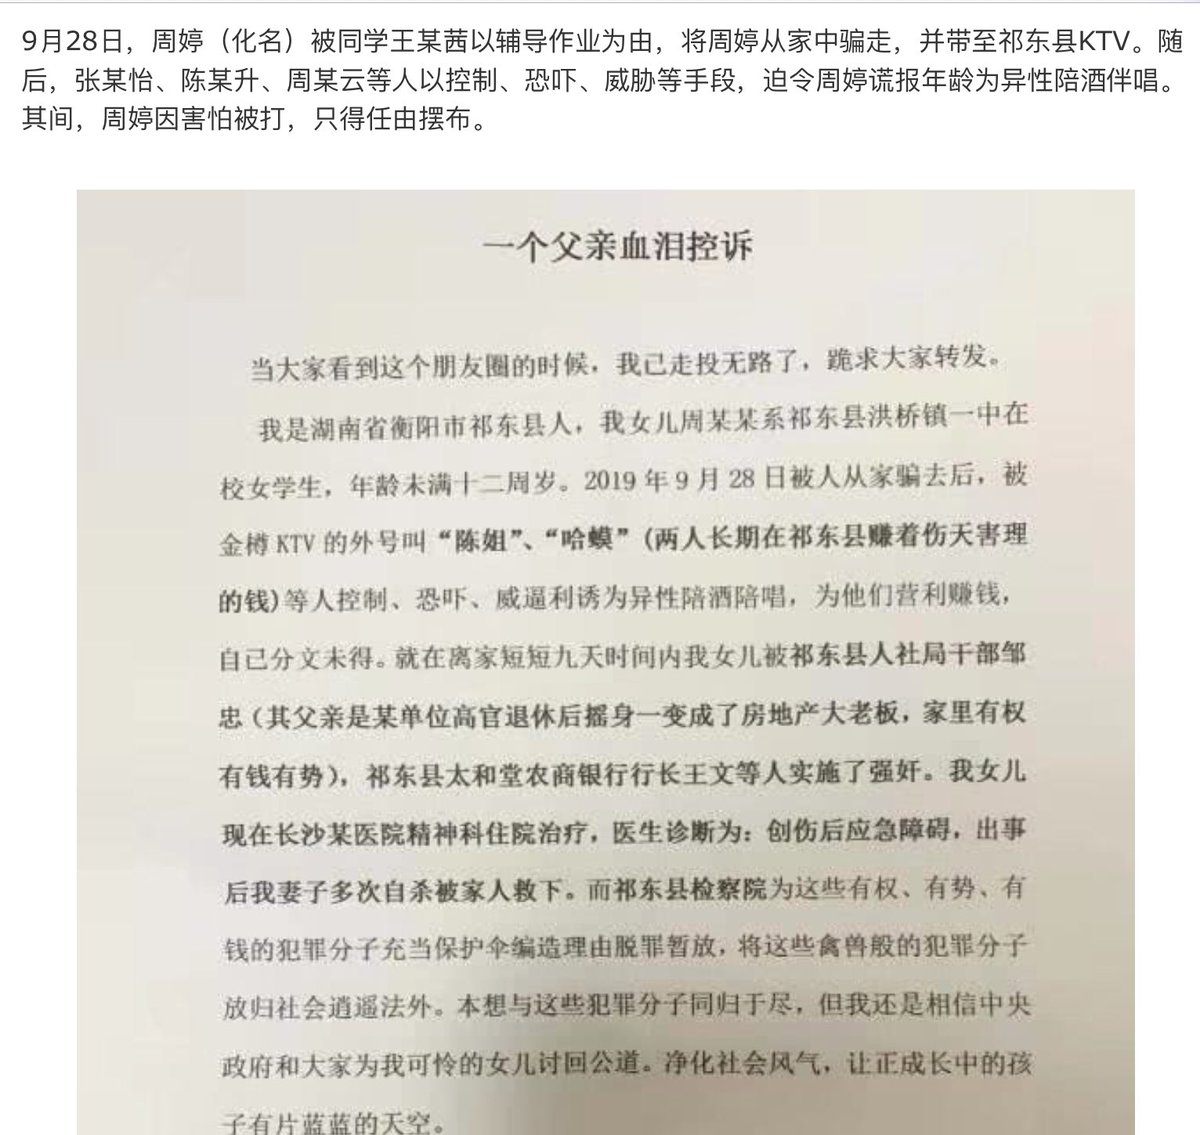 9月28日，周婷（化名）被同学王某茜以辅导作业为由，将周婷从家中骗走，并带至祁东县KTV。随
后，张某怡、陈某升、周某云等人以控制、恐吓、威胁等手段，迫令周婷谎报年龄为异性陪酒伴唱。
其间，周婷因害怕被打，只得任由摆布。
一个父亲血泪控诉
当大家看到这个朋友圈的时候，我已走投无路了，跪求大家转发。
我是湖南省衡阳市祁东县人，我女儿周某某系祁东县洪桥镇一中在
校女学生，年龄未满十二周岁。2019年9月28日被人从家骗去后，被
金樽KTV的外号叫“陈姐”、“哈蟆”(两人长期在祁东县赚着伤天害理
的钱)等人控制、恐吓、威逼利诱为异性陪酒陪唱，为他们营利赚钱，
自己分文未得。就在离家短短九天时间内我女儿被祁东县人社局干部邹
忠（其父亲是某单位高官退休后摇身一变成了房地产大老板，家里有权
有钱有势），祁东县太和堂农商银行行长王文等人实施了强奸。我女儿
现在长沙某医院精神科住院治疗，医生诊断为：创伤后应急障碍，出事
后我妻子多次自杀被家人救下。而祁东县检察院为这些有权、有势、有
钱的犯罪分子充当保护伞编造理由脱罪暂放，将这些禽兽般的犯罪分子
放归社会逍遥法外。本想与这些犯罪分子同归于尽，但我还是相信中央
政府和大家为我可怜的女儿讨回公道。净化社会风气，让正成长中的孩
子有片蓝蓝的天空。